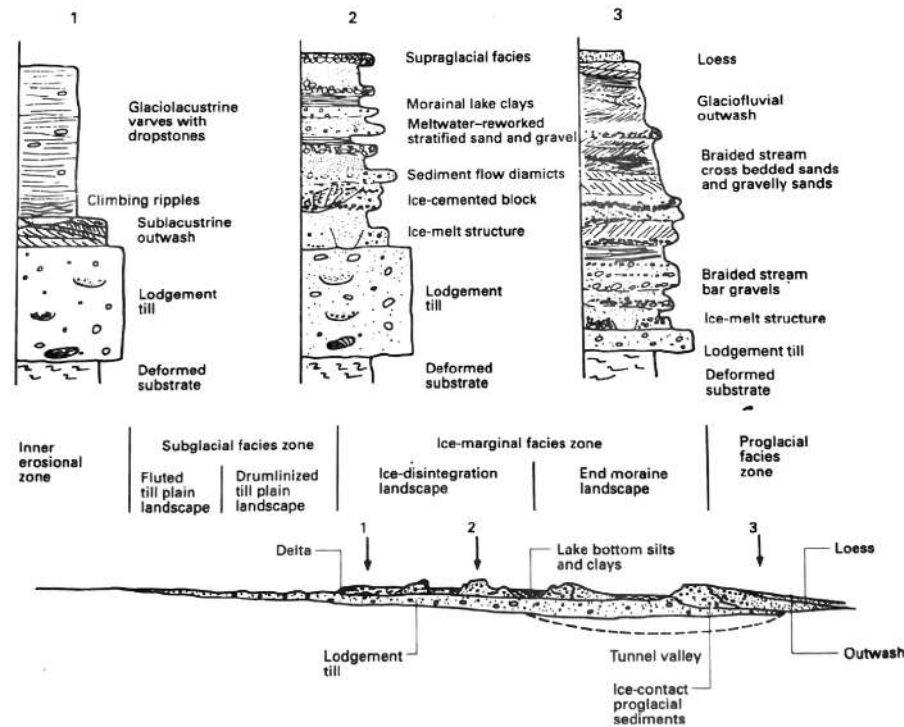 1
2
3
Glaciolacustrine
varves with
dropstones
Climbing ripples
Sublacustrine
outwash
Lodgement
till
Deformed
substrate
Supraglacial facies
Morainal lake clays
Meltwater–reworked
stratified sand and gravel
Sediment flow diamicts
Ice-cemented block
Ice-melt structure
Lodgement
till
Deformed
substrate
Loess
Glaciofluvial
outwash
Braided stream
cross bedded sands
and gravelly sands
Braided stream
bar gravels
Ice-melt structure
Lodgement till
Deformed
substrate
Inner
erosional
zone
Subglacial facies zone
Fluted
till plain
landscape
Drumlinized
till plain
landscape
Ice-marginal facies zone
Ice-disintegration
landscape
End moraine
landscape
Proglacial
facies
zone
1
2
3
Delta
Lake bottom silts
and clays
Loess
Lodgement
till
Tunnel valley
Outwash
Ice-contact
proglacial
sediments